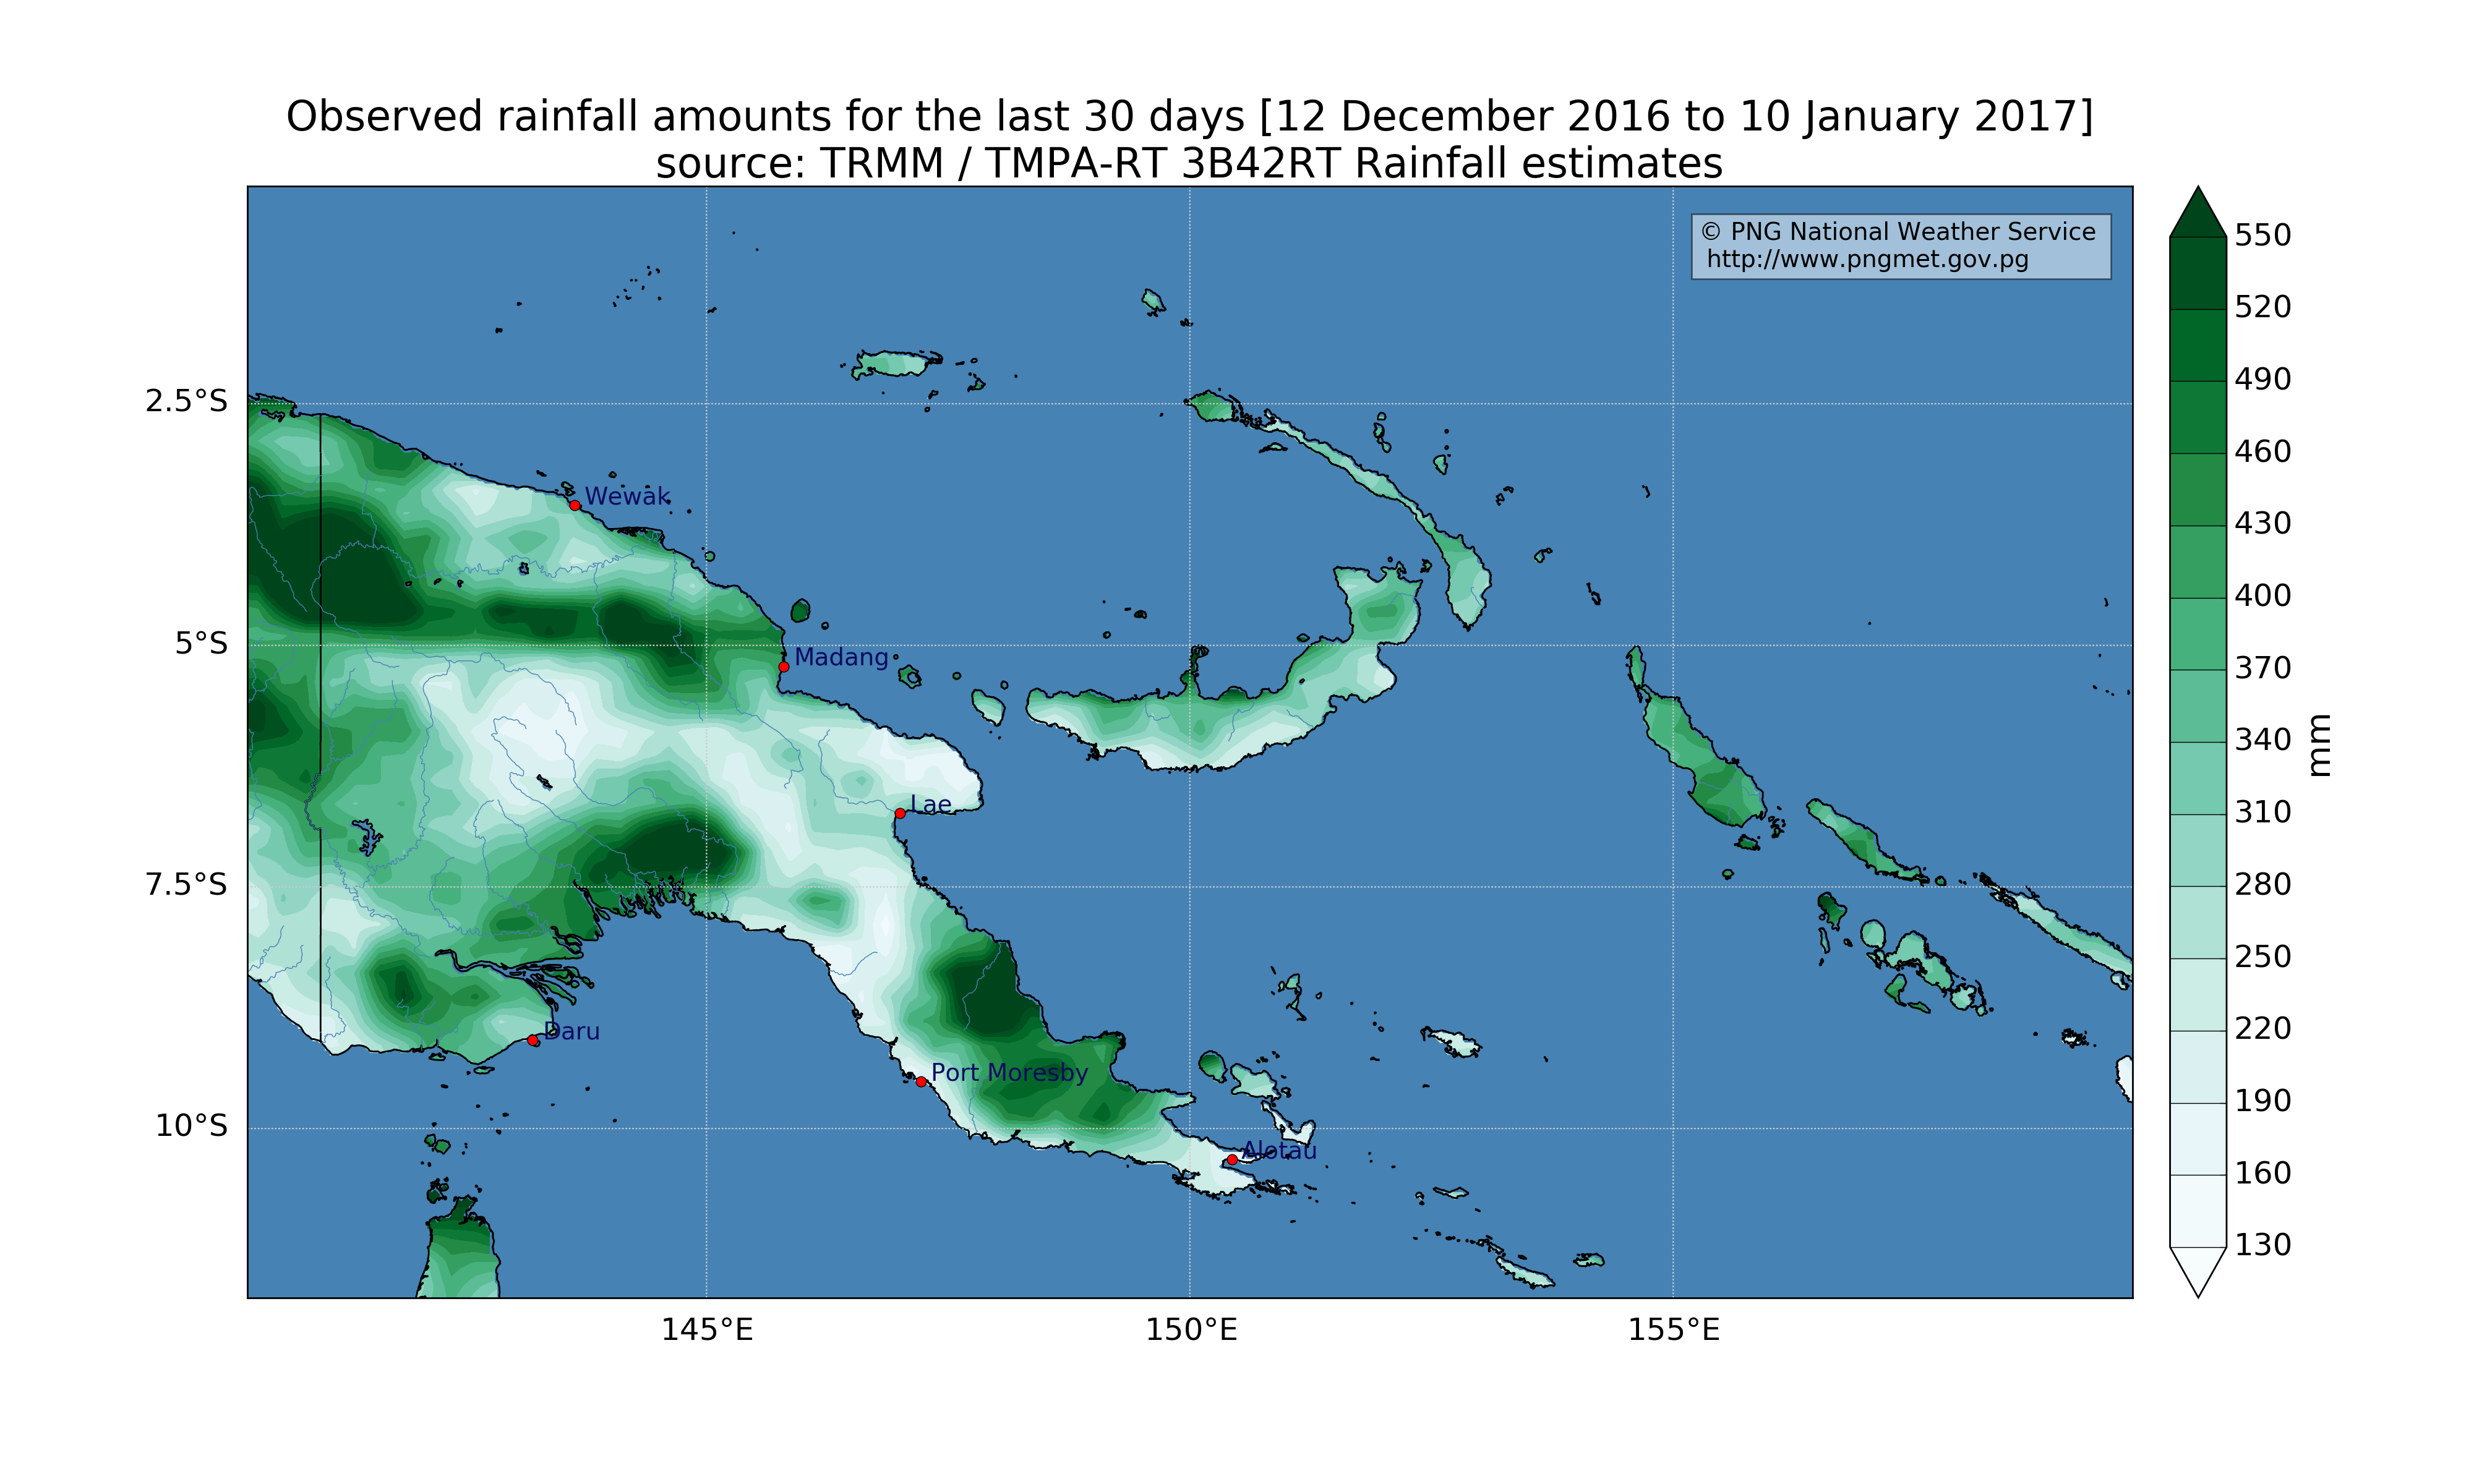 Observed rainfall amounts for the last 30 days [12 December 2016 to 10 January 2017]
source: TRMM / TMPA-RT 3B42RT Rainfall estimates
© PNG National Weather Service
http://www.pngmet.gov.pg
550
520
490
460
430
400
370
340
310
280
250
220
190
160
130
mm
2.5°S
5°S
7.5°S
10°S
Wewak
Madang
Lae
Daru
Port Moresby
Alotau
145°E
150°E
155°E